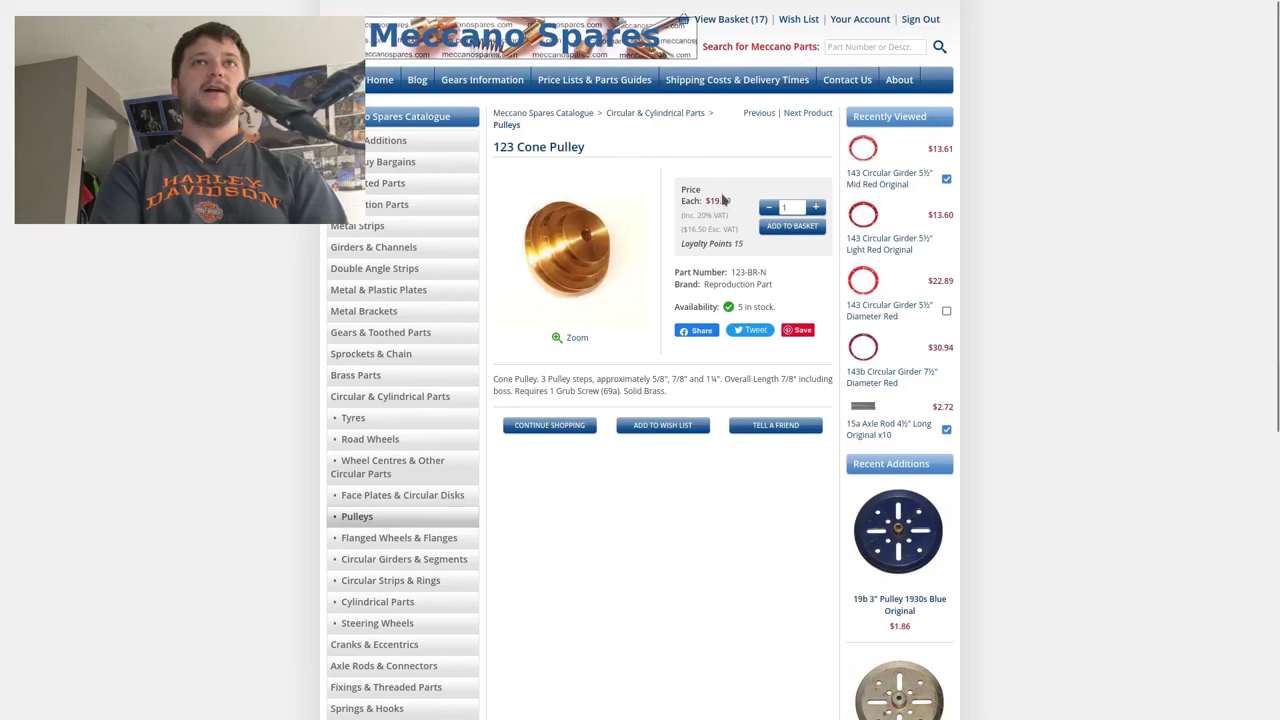 View Basket (17) | Wish List | Your Account | Sign Out
Meccano Spares
meccanospares.com
Search for Meccano Parts: Part Number or Descr.
Home Blog Gears Information Price Lists & Parts Guides Shipping Costs & Delivery Times Contact Us About
HARLEY
DAVIDSON
o Spares Catalogue
Additions
uy Bargains
ted Parts
tion Parts
Metal Strips
Girders & Channels
Double Angle Strips
Metal & Plastic Plates
Metal Brackets
Gears & Toothed Parts
Sprockets & Chain
Brass Parts
Circular & Cylindrical Parts
• Tyres
• Road Wheels
• Wheel Centres & Other
Circular Parts
• Face Plates & Circular Disks
• Pulleys
• Flanged Wheels & Flanges
• Circular Girders & Segments
• Circular Strips & Rings
• Cylindrical Parts
• Steering Wheels
Cranks & Eccentrics
Axle Rods & Connectors
Fixings & Threaded Parts
Springs & Hooks
Meccano Spares Catalogue > Circular & Cylindrical Parts >
Pulleys
Previous | Next Product
123 Cone Pulley
Price
Each:
(Inc. 20% VAT)
($16.50 Exc. VAT)
Loyalty Points 15
1
ADD TO BASKET
Part Number: 123-BR-N
Brand: Reproduction Part
Availability: 5 in stock.
Share Tweet Save
Zoom
Cone Pulley. 3 Pulley steps, approximately 5/8", 7/8" and 1¼". Overall Length 7/8" including
boss. Requires 1 Grub Screw (69a). Solid Brass.
CONTINUE SHOPPING ADD TO WISH LIST TELL A FRIEND
Recently Viewed
$13.61
143 Circular Girder 5½"
Mid Red Original
$13.60
143 Circular Girder 5½"
Light Red Original
$22.89
143 Circular Girder 5½"
Diameter Red
$30.94
143b Circular Girder 7½"
Diameter Red
$2.72
15a Axle Rod 4½" Long
Original x10
Recent Additions
19b 3" Pulley 1930s Blue
Original
$1.86